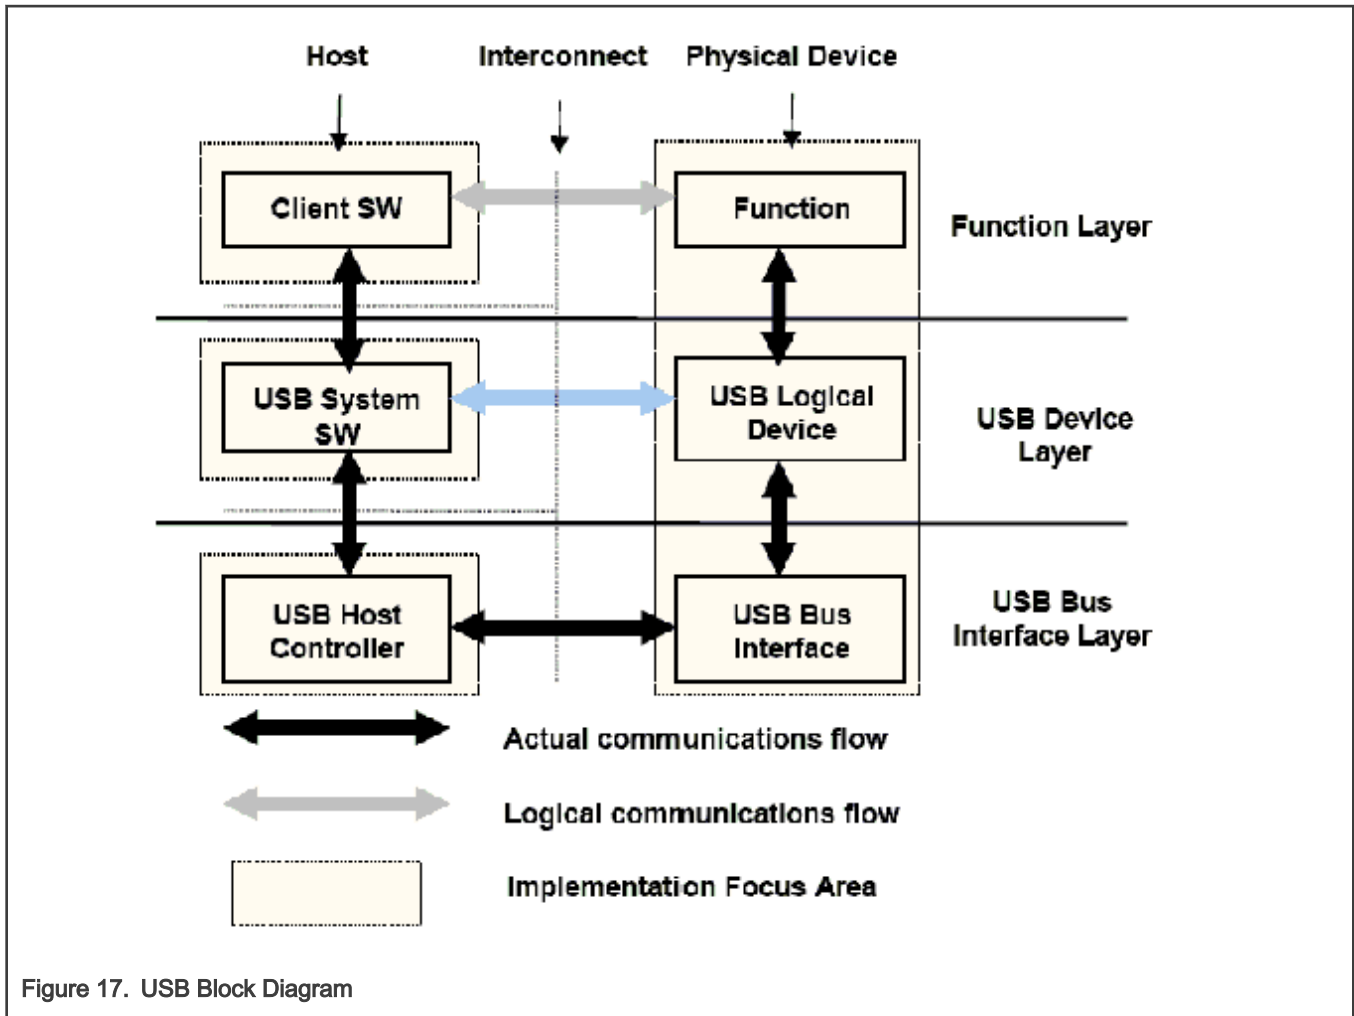 Host
Interconnect
Physical Device
Client SW
Function
Function Layer
USB System
SW
USB Logical
Device
USB Device
Layer
USB Host
Controller
USB Bus
Interface
USB Bus
Interface Layer
Actual communications flow
Logical communications flow
Implementation Focus Area
Figure 17. USB Block Diagram